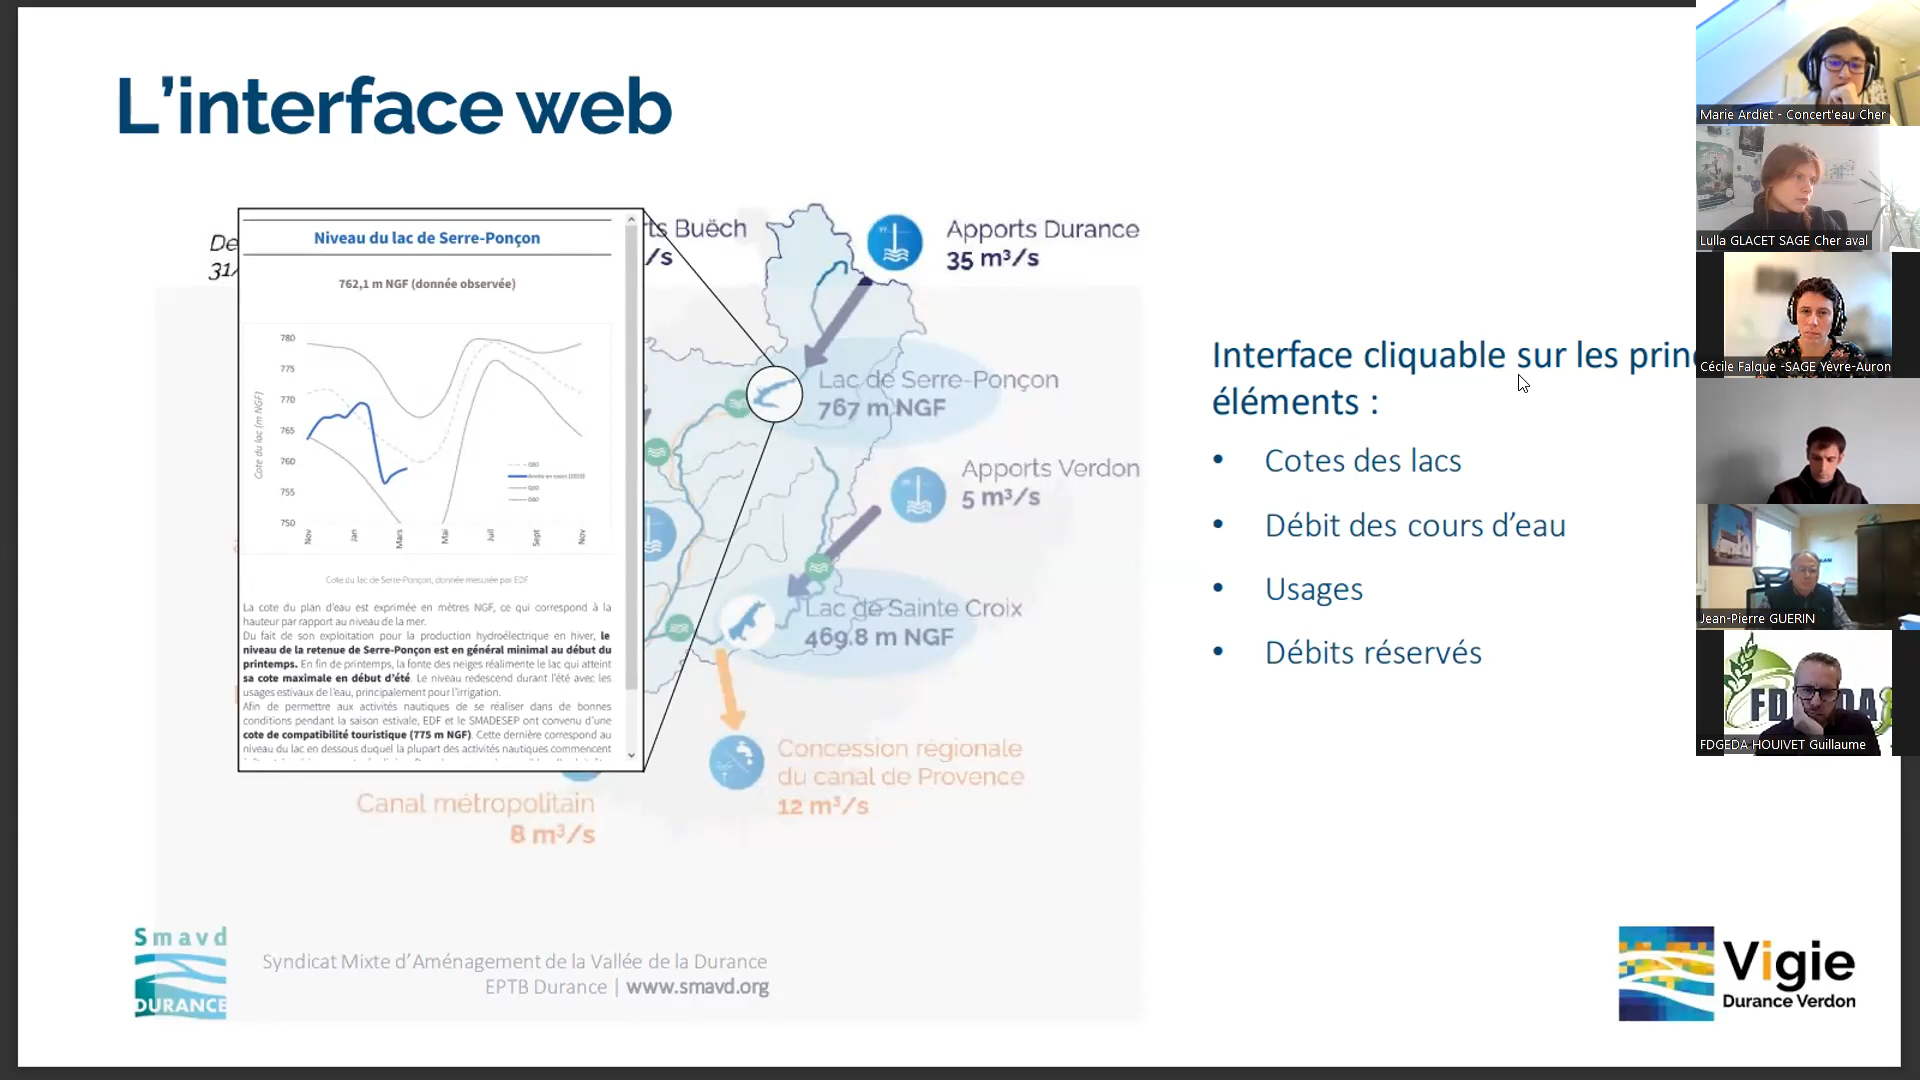 L'interface web
De
31/
Niveau du lac de Serre-Ponçon
762,1 m NGF (donnée observée)
Cote du lac (m NGF)
780
775
770
765
760
755
750
Nov
Jan
Mars
Mai
Juil
Sept
Nov
Cote du lac de Serre-Ponçon, donnée mesurée par EDF
La cote du plan d'eau est exprimée en mètres NGF, ce qui correspond à la
hauteur par rapport au niveau de la mer.
Du fait de son exploitation pour la production hydroélectrique en hiver, le
niveau de la retenue de Serre-Ponçon est en général minimal au début du
printemps. En fin de printemps, la fonte des neiges réalimente le lac qui atteint
sa cote maximale en début d'été. Le niveau redescend durant l'été avec les
usages estivaux de l'eau, principalement pour l'irrigation.
Afin de permettre aux activités nautiques de se réaliser dans de bonnes
conditions pendant la saison estivale, EDF et le SMADESEP ont convenu d'une
cote de compatibilité touristique (775 m NGF). Cette dernière correspond au
niveau du lac en dessous duquel la plupart des activités nautiques commencent
ts Buëch
/s
Apports Durance
35 m³/s
Lac de Serre-Ponçon
767 m NGF
Apports Verdon
5 m³/s
Lac de Sainte Croix
469.8 m NGF
Concession régionale
du canal de Provence
12 m³/s
Canal métropolitain
8 m³/s
Interface cliquable sur les prin
éléments :
• Cotes des lacs
• Débit des cours d'eau
• Usages
• Débits réservés
Smavd
DURANCE
Syndicat Mixte d'Aménagement de la Vallée de la Durance
EPTB Durance | www.smavd.org
Vigie
Durance Verdon
Marie Ardiet - Concert'eau Cher
Lulla GLACET SAGE Cher aval
Cécile Falque -SAGE Yèvre-Auron
Jean-Pierre GUERIN
FDGEDA HOUIVET Guillaume